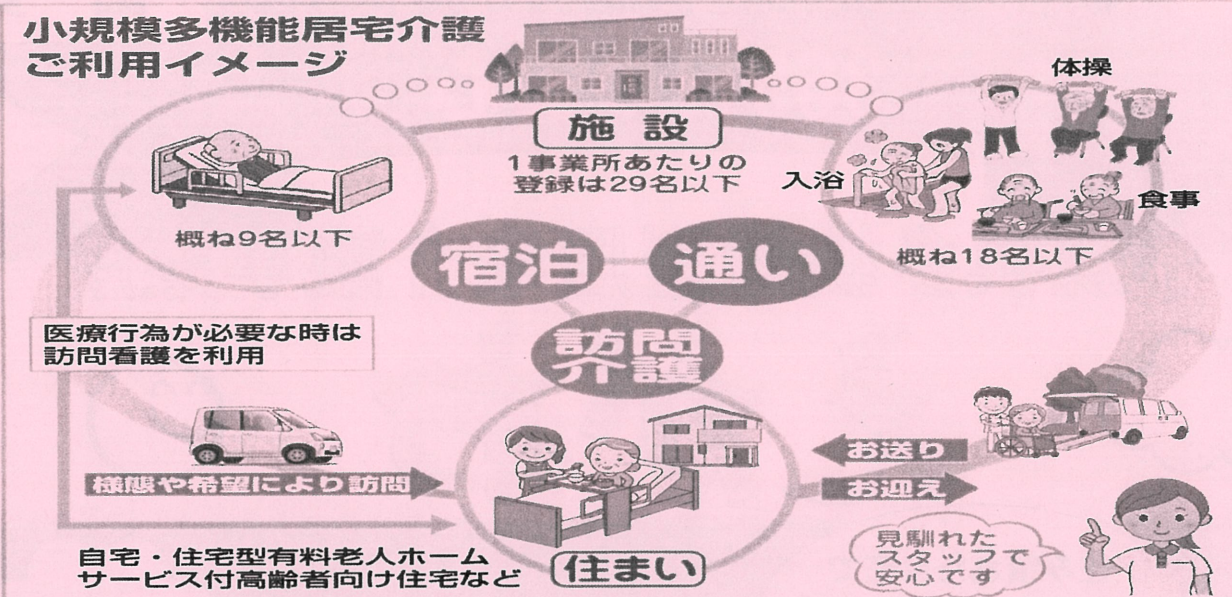 小規模多機能居宅介護
ご利用イメージ
施設
1事業所あたりの
登録は29名以下
体操
入浴
食事
概ね9名以下
概ね18名以下
宿泊
通い
訪問
介護
医療行為が必要な時は
訪問看護を利用
様態や希望により訪問
お送り
お迎え
自宅・住宅型有料老人ホーム
サービス付高齢者向け住宅など
住まい
見馴れた
スタッフで
安心です